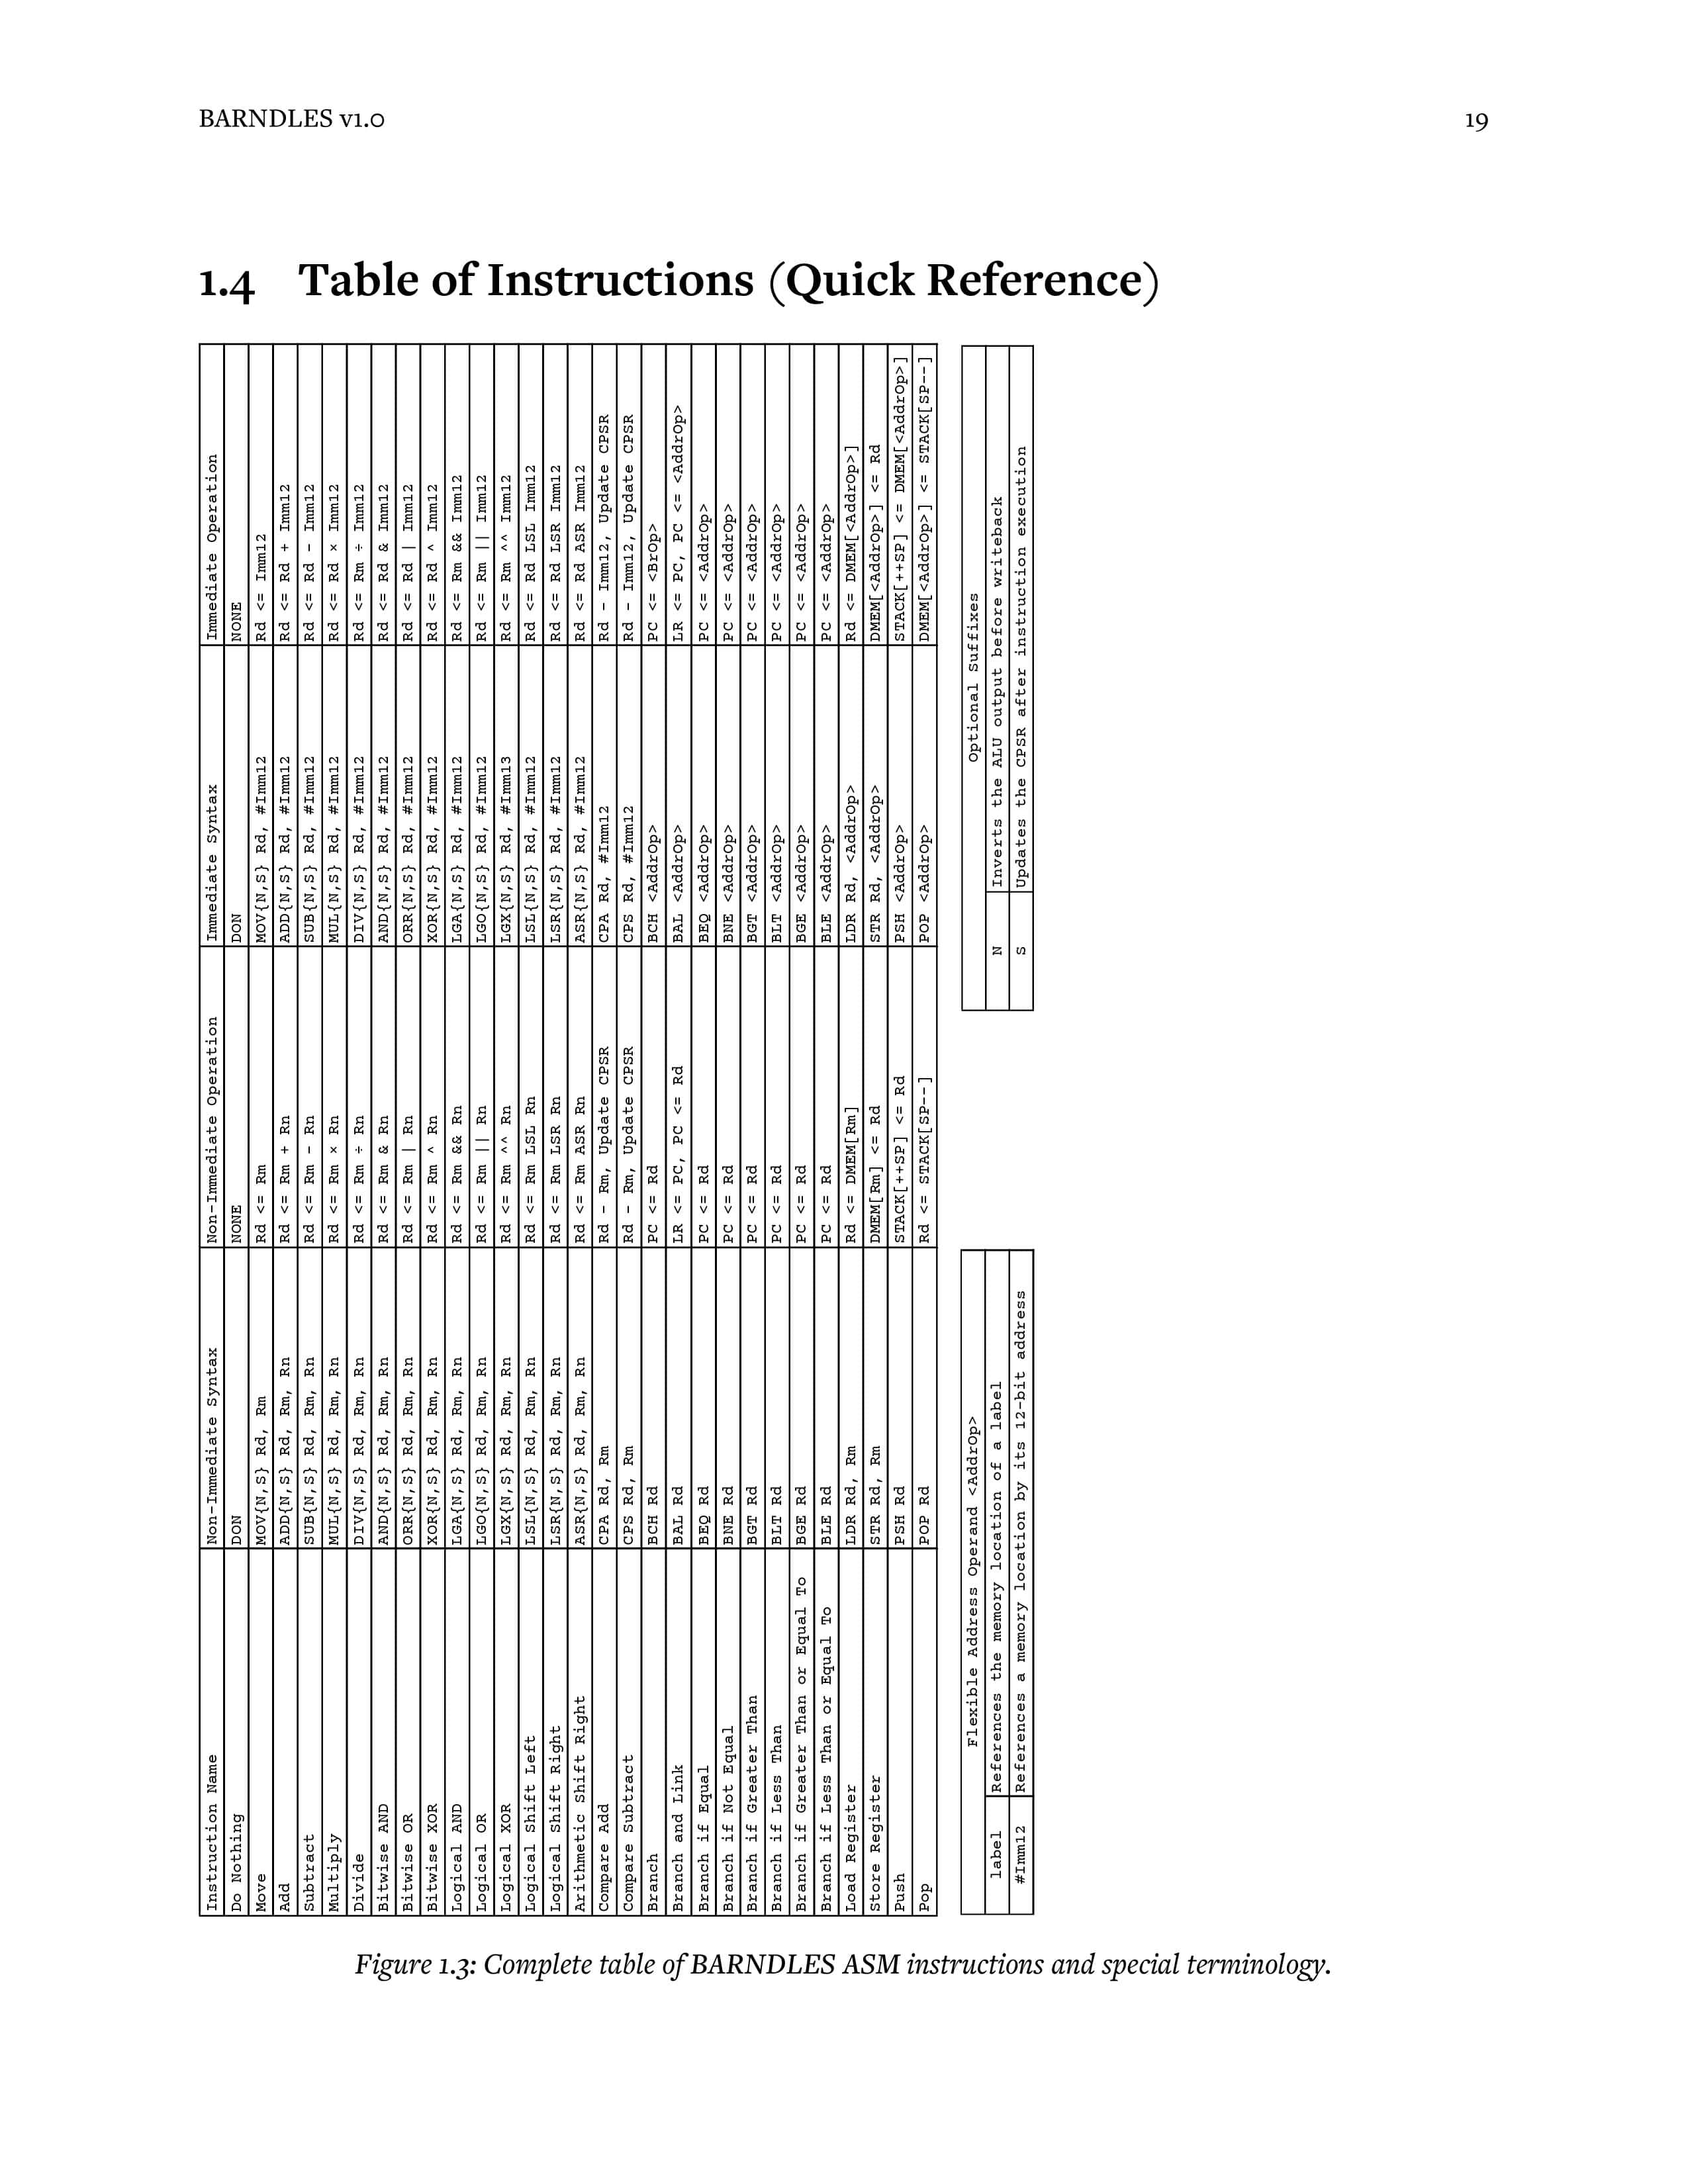 BARNDLES v1.0 19
1.4 Table of Instructions (Quick Reference)
Instruction Name Non-Immediate Syntax Non-Immediate Operation Immediate Syntax Immediate Operation
Do Nothing DON NONE DON NONE
Move MOV{N,S} Rd, Rm Rd <= Rm MOV{N,S} Rd, #Imm12 Rd <= Imm12
Add ADD{N,S} Rd, Rm, Rn Rd <= Rm + Rn ADD{N,S} Rd, #Imm12 Rd <= Rd + Imm12
Subtract SUB{N,S} Rd, Rm, Rn Rd <= Rm - Rn SUB{N,S} Rd, #Imm12 Rd <= Rd - Imm12
Multiply MUL{N,S} Rd, Rm, Rn Rd <= Rm × Rn MUL{N,S} Rd, #Imm12 Rd <= Rm × Imm12
Divide DIV{N,S} Rd, Rm, Rn Rd <= Rm ÷ Rn DIV{N,S} Rd, #Imm12 Rd <= Rm ÷ Imm12
Bitwise AND AND{N,S} Rd, Rm, Rn Rd <= Rm & Rn AND{N,S} Rd, #Imm12 Rd <= Rd & Imm12
Bitwise OR ORR{N,S} Rd, Rm, Rn Rd <= Rm | Rn ORR{N,S} Rd, #Imm12 Rd <= Rd | Imm12
Bitwise XOR XOR{N,S} Rd, Rm, Rn Rd <= Rm ^ Rn XOR{N,S} Rd, #Imm12 Rd <= Rd ^ Imm12
Logical AND LGA{N,S} Rd, Rm, Rn Rd <= Rm && Rn LGA{N,S} Rd, #Imm12 Rd <= Rm && Imm12
Logical OR LGO{N,S} Rd, Rm, Rn Rd <= Rm || Rn LGO{N,S} Rd, #Imm12 Rd <= Rm || Imm12
Logical XOR LGX{N,S} Rd, Rm, Rn Rd <= Rm ^^ Rn LGX{N,S} Rd, #Imm13 Rd <= Rm ^^ Imm12
Logical Shift Left LSL{N,S} Rd, Rm, Rn Rd <= Rm LSL Rn LSL{N,S} Rd, #Imm12 Rd <= Rd LSL Imm12
Logical Shift Right LSR{N,S} Rd, Rm, Rn Rd <= Rm LSR Rn LSR{N,S} Rd, #Imm12 Rd <= Rd LSR Imm12
Arithmetic Shift Right ASR{N,S} Rd, Rm, Rn Rd <= Rm ASR Rn ASR{N,S} Rd, #Imm12 Rd <= Rd ASR Imm12
Compare Add CPA Rd, Rm Rd - Rm, Update CPSR CPA Rd, #Imm12 Rd - Imm12, Update CPSR
Compare Subtract CPS Rd, Rm Rd - Rm, Update CPSR CPS Rd, #Imm12 Rd - Imm12, Update CPSR
Branch BCH Rd PC <= Rd BCH <AddrOp> PC <= <BrOp>
Branch and Link BAL Rd LR <= PC, PC <= Rd BAL <AddrOp> LR <= PC, PC <= <AddrOp>
Branch if Equal BEQ Rd PC <= Rd BEQ <AddrOp> PC <= <AddrOp>
Branch if Not Equal BNE Rd PC <= Rd BNE <AddrOp> PC <= <AddrOp>
Branch if Greater Than BGT Rd PC <= Rd BGT <AddrOp> PC <= <AddrOp>
Branch if Less Than BLT Rd PC <= Rd BLT <AddrOp> PC <= <AddrOp>
Branch if Greater Than or Equal To BGE Rd PC <= Rd BGE <AddrOp> PC <= <AddrOp>
Branch if Less Than or Equal To BLE Rd PC <= Rd BLE <AddrOp> PC <= <AddrOp>
Load Register LDR Rd, Rm Rd <= DMEM[Rm] LDR Rd, <AddrOp> Rd <= DMEM[<AddrOp>]
Store Register STR Rd, Rm DMEM[Rm] <= Rd STR Rd, <AddrOp> DMEM[<AddrOp>] <= Rd
Push PSH Rd STACK[++SP] <= Rd PSH <AddrOp> STACK[++SP] <= DMEM[<AddrOp>]
Pop POP Rd Rd <= STACK[SP--] POP <AddrOp> DMEM[<AddrOp>] <= STACK[SP--]
Flexible Address Operand <AddrOp>
label References the memory location of a label
#Imm12 References a memory location by its 12-bit address
Optional Suffixes
N Inverts the ALU output before writeback
S Updates the CPSR after instruction execution
Figure 1.3: Complete table of BARNDLES ASM instructions and special terminology.